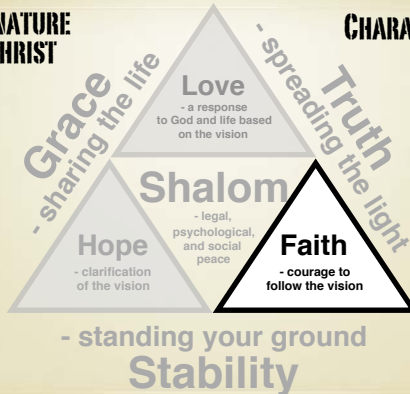 NATURE
HRIST
CHARA
Grace
- sharing the life
Truth
- spreading the light
Love
- a response
to God and life based
on the vision
Shalom
- legal,
psychological,
and social
peace
Hope
- clarification
of the vision
Faith
- courage to
follow the vision
- standing your ground
Stability